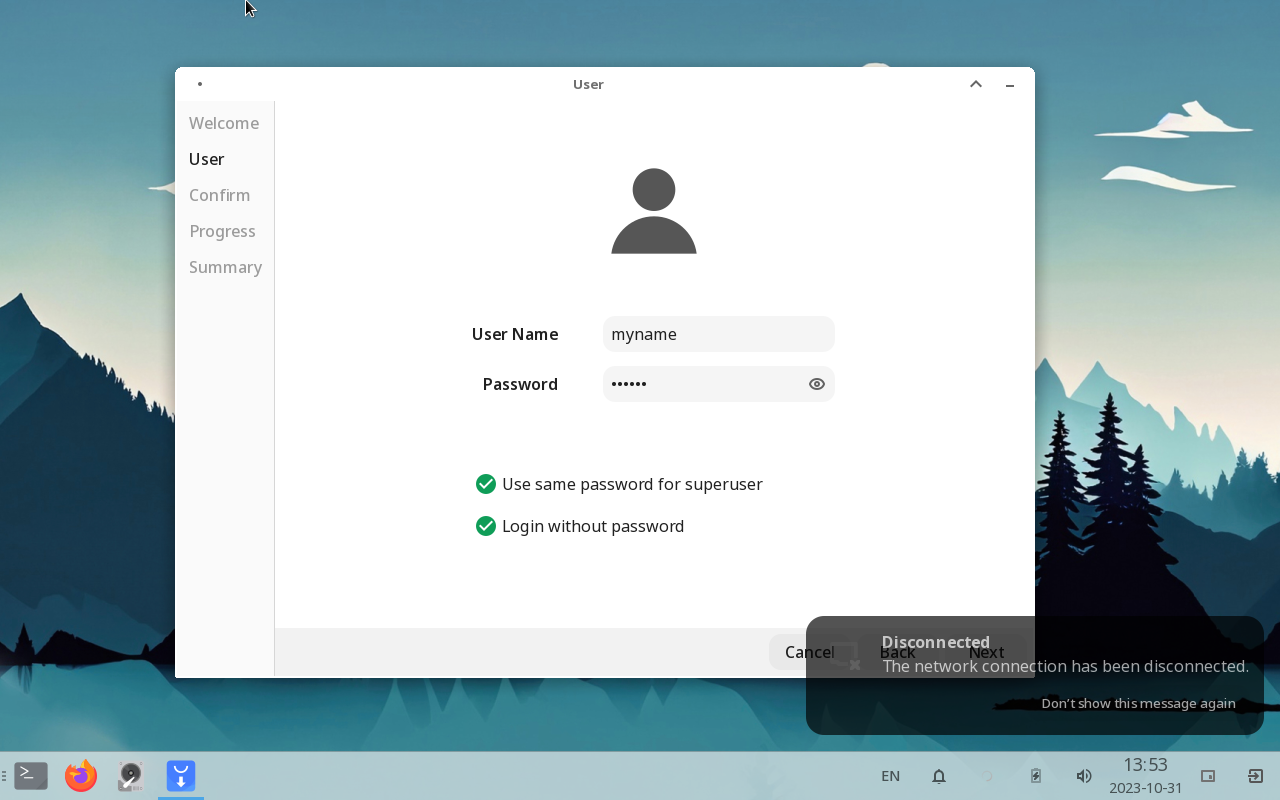 User
Welcome
User
Confirm
Progress
Summary
User Name
myname
Password
••••••
Use same password for superuser
Login without password
Cancel
Back
Next
Disconnected
The network connection has been disconnected.
Don't show this message again
EN
13:53
2023-10-31